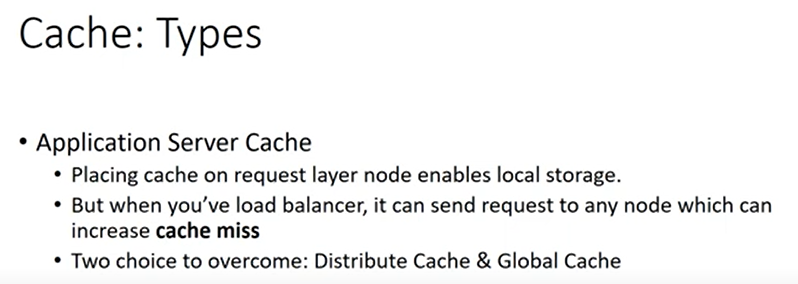 Cache: Types
• Application Server Cache
• Placing cache on request layer node enables local storage.
• But when you've load balancer, it can send request to any node which can
increase cache miss
• Two choice to overcome: Distribute Cache & Global Cache